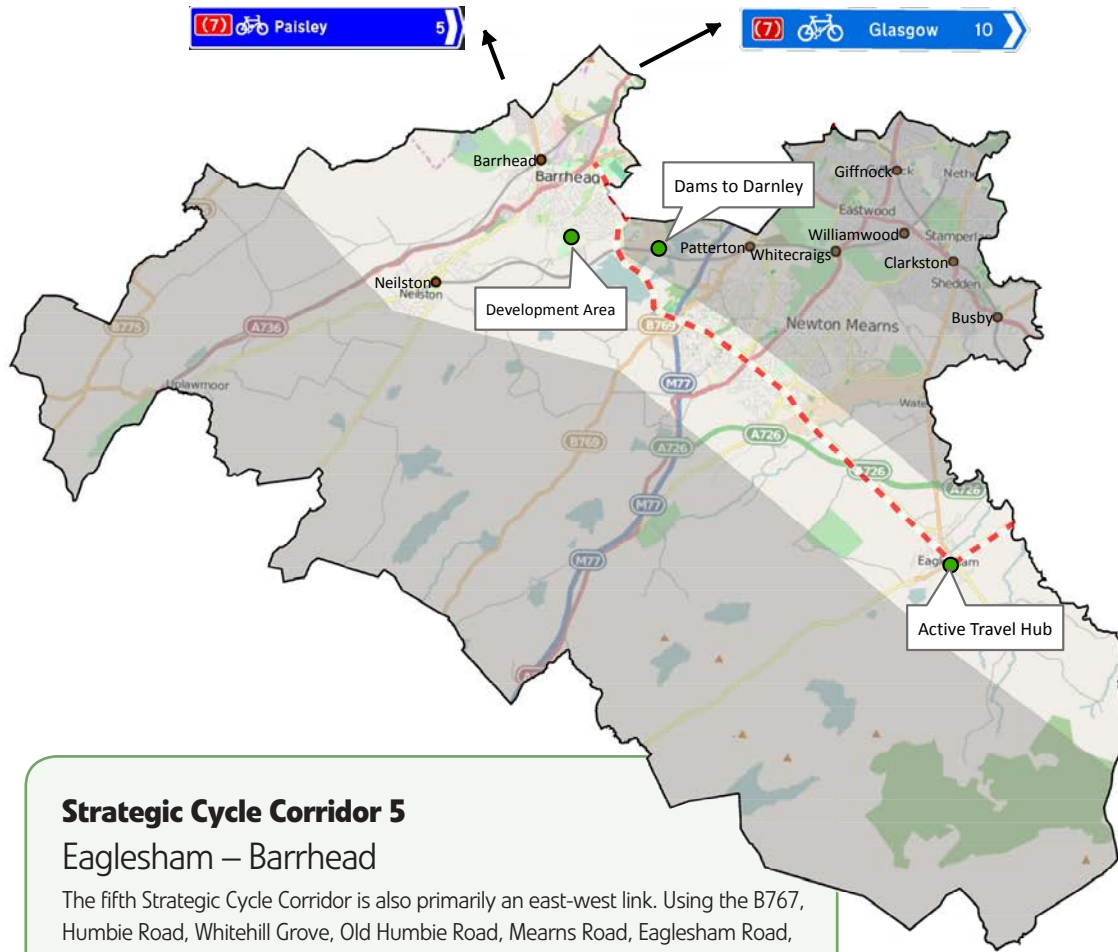 (7) Paisley 5
(7) Glasgow 10
Barrhead
Barrhead
Dams to Darnley
Giffnock
Eastwood
Williamwood
Stamperla
Patterton
Whitecraigs
Clarkston
Shedden
Neilston
Neilston
Development Area
Busby
B769
Newton Mearns
B775
A736
Uplawmoor
M77
B769
A726
A726
A726
A726
M77
M77
Active Travel Hub
Strategic Cycle Corridor 5
Eaglesham – Barrhead
The fifth Strategic Cycle Corridor is also primarily an east-west link. Using the B767,
Humbie Road, Whitehill Grove, Old Humbie Road, Mearns Road, Eaglesham Road,